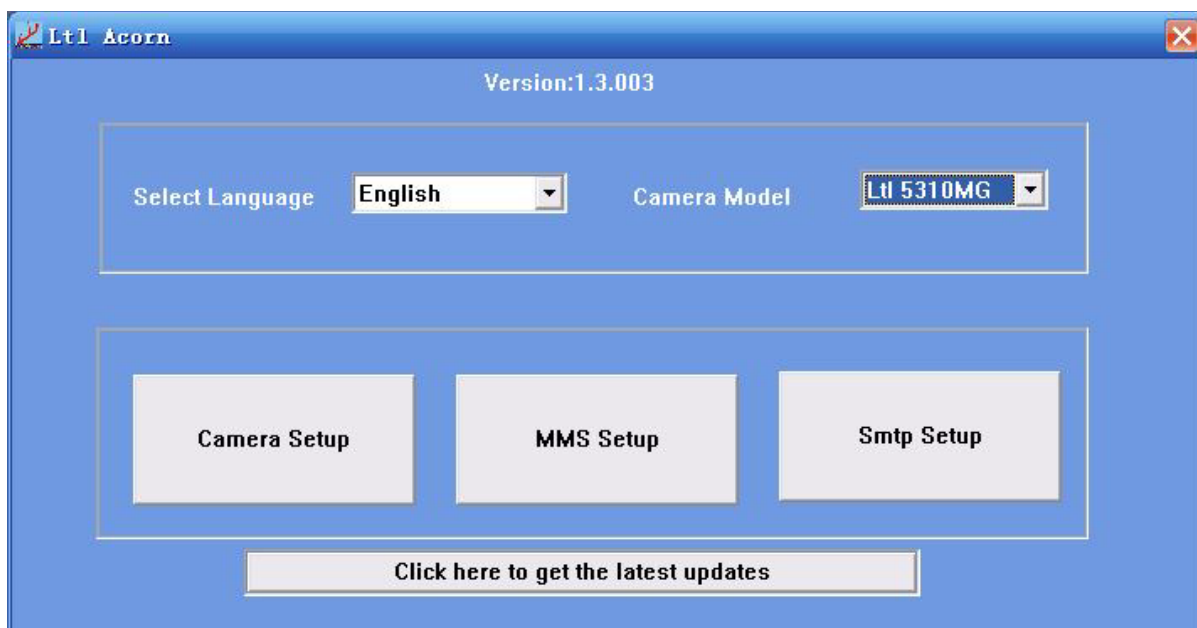 Ltl Acorn
Version:1.3.003
Select Language English Camera Model Ltl 5310MG
Camera Setup MMS Setup Smtp Setup
Click here to get the latest updates